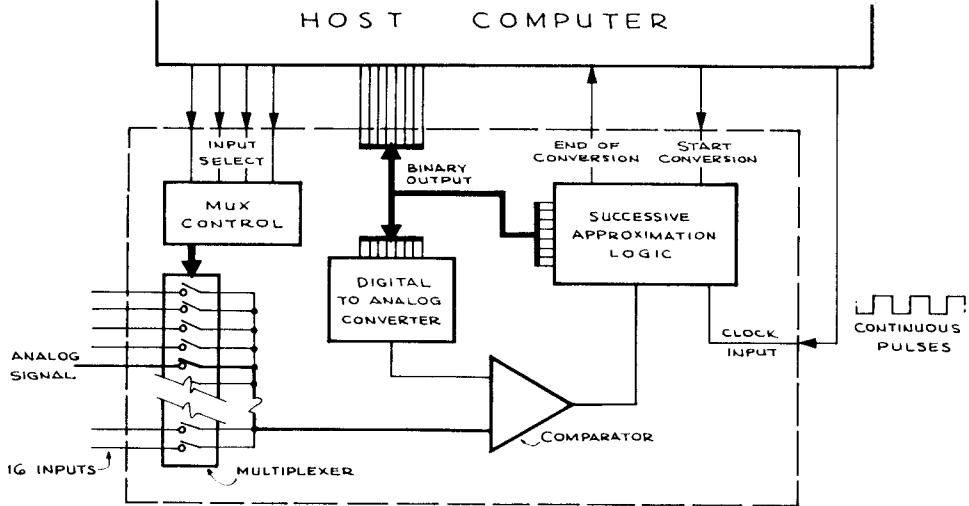 HOST COMPUTER
INPUT
SELECT
BINARY
OUTPUT
END OF
CONVERSION
START
CONVERSION
MUX
CONTROL
SUCCESSIVE
APPROXIMATION
LOGIC
DIGITAL
TO ANALOG
CONVERTER
CLOCK
INPUT
CONTINUOUS
PULSES
ANALOG
SIGNAL
COMPARATOR
16 INPUTS
MULTIPLEXER